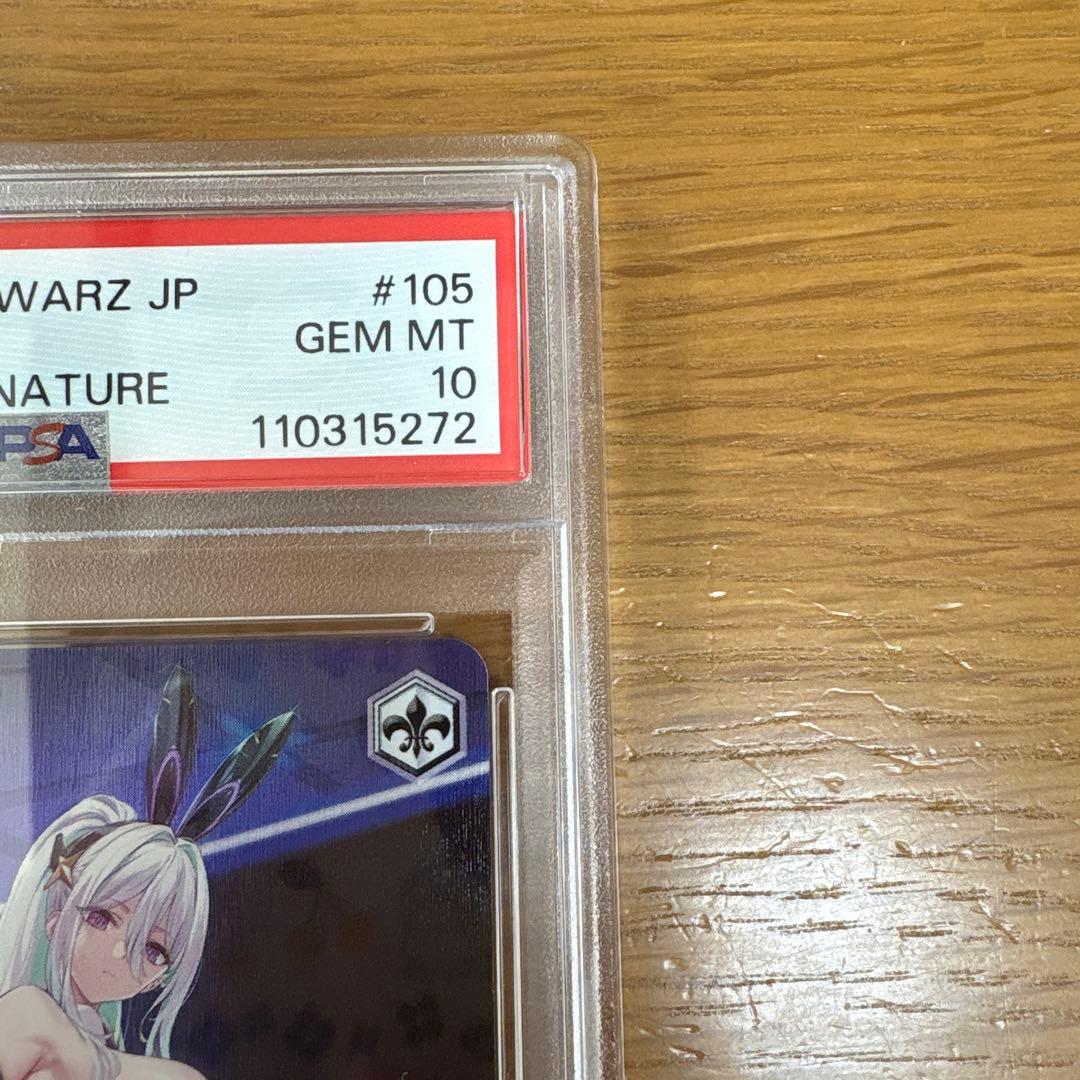 WARZ JP #105
GEM MT
NATURE 10
PSA 110315272